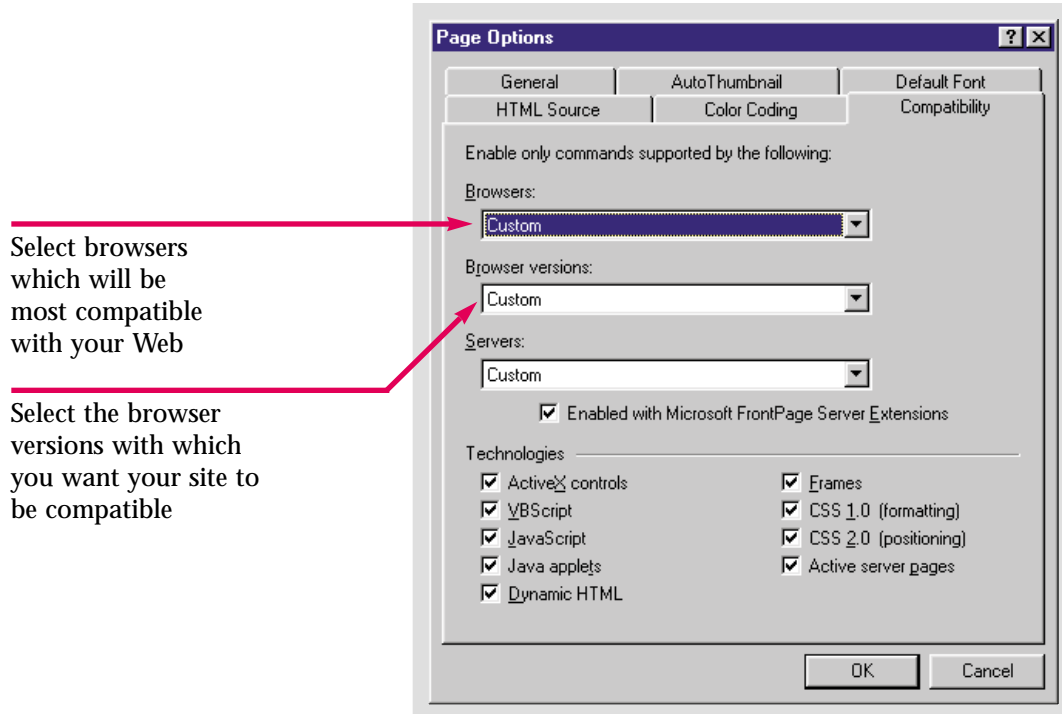 Page Options
General
AutoThumbnail
Default Font
HTML Source
Color Coding
Compatibility
Enable only commands supported by the following:
Browsers:
Custom
Browser versions:
Custom
Servers:
Custom
Enabled with Microsoft FrontPage Server Extensions
Technologies
ActiveX controls
VBScript
JavaScript
Java applets
Dynamic HTML
Frames
CSS 1.0 (formatting)
CSS 2.0 (positioning)
Active server pages
OK
Cancel
Select browsers
which will be
most compatible
with your Web
Select the browser
versions with which
you want your site to
be compatible